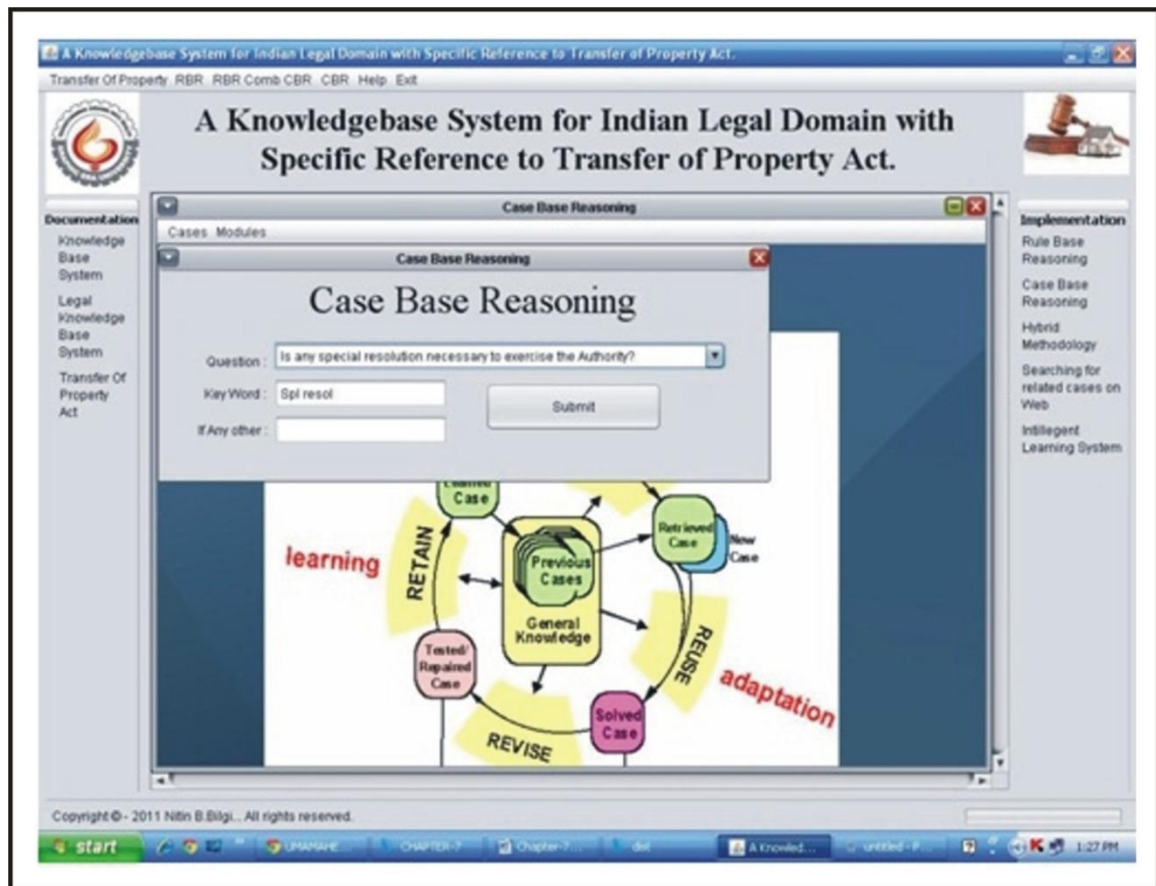 A Knowledgebase System for Indian Legal Domain with Specific Reference to Transfer of Property Act.
Transfer Of Property RBR RBR Comb CBR CBR Help Exit
A Knowledgebase System for Indian Legal Domain with
Specific Reference to Transfer of Property Act.
Documentation
Knowledge
Base
System
Legal
Knowledge
Base
System
Transfer Of
Property
Act
Case Base Reasoning
Cases Modules
Case Base Reasoning
Case Base Reasoning
Question : Is any special resolution necessary to exercise the Authority?
Key Word : Spl resol
Submit
If Any other :
Learned
Case
Retrieved
Case
New
Case
learning
RETAIN
Previous
Cases
General
Knowledge
Tested/
Repaired
Case
REUSE
adaptation
Solved
Case
REVISE
Implementation
Rule Base
Reasoning
Case Base
Reasoning
Hybrid
Methodology
Searching for
related cases on
Web
Intillegent
Learning System
Copyright © - 2011 Nitin B.Bilgi.. All rights reserved.
start
UMAMAHE...
CHAPTER-7
Chapter-7...
dist
A Knowled...
untitled - P...
1:27 PM